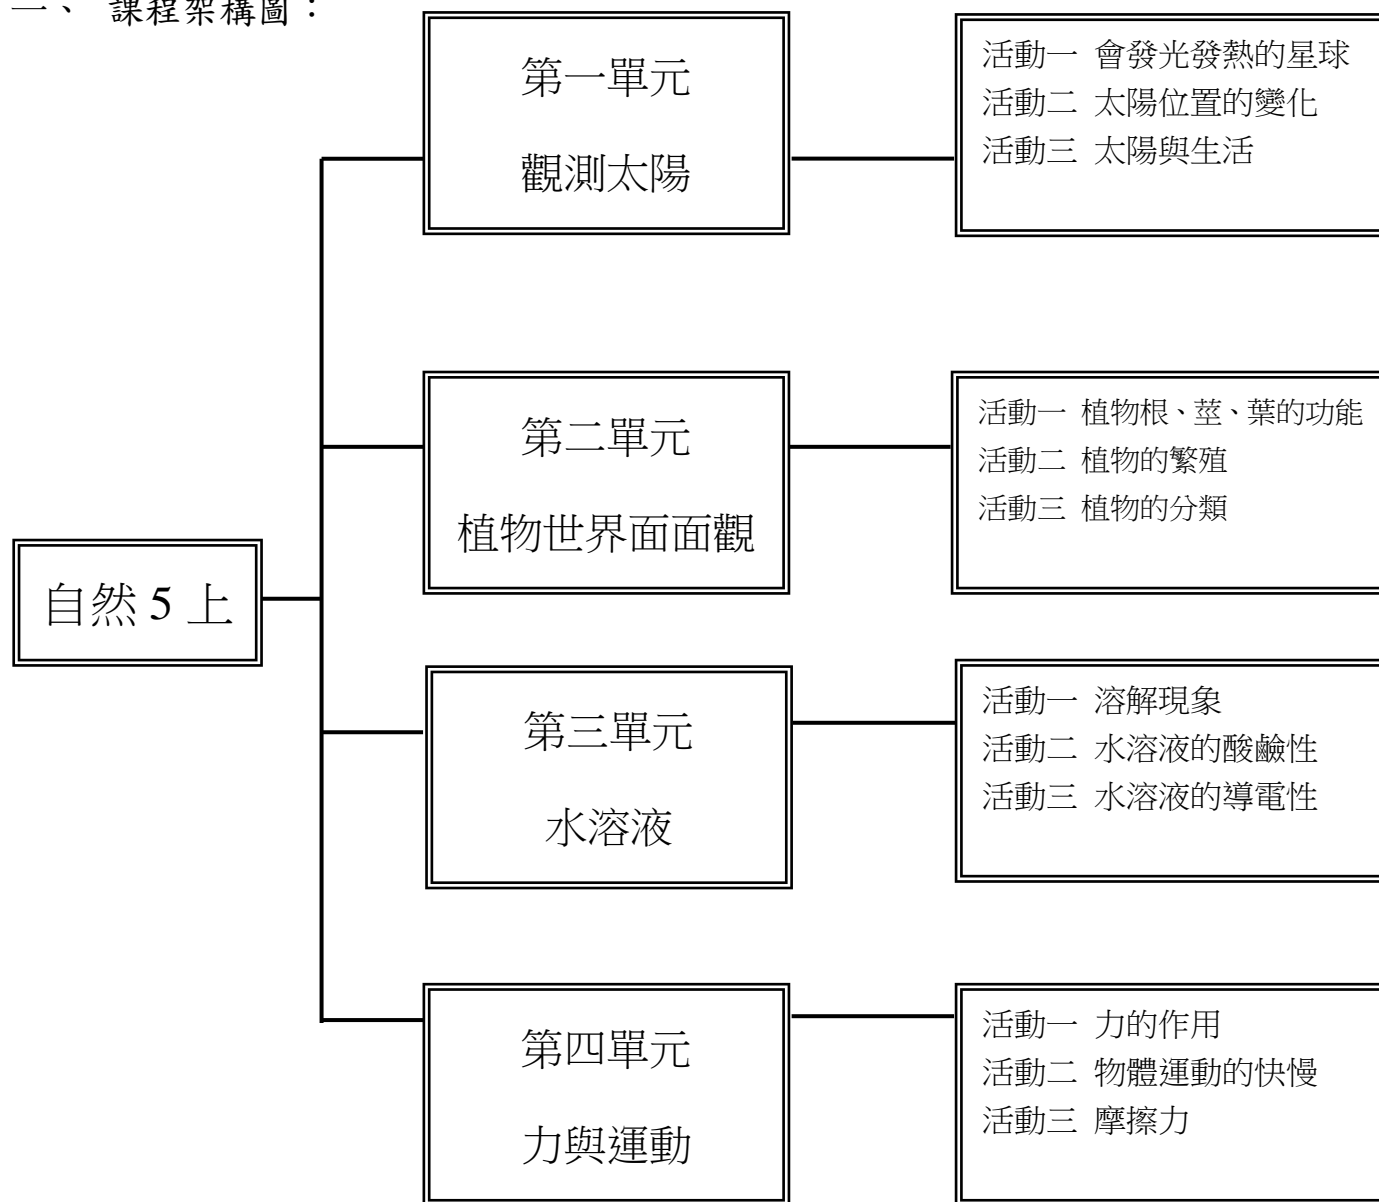 一、 課程架構圖：
自然 5 上
第一單元
觀測太陽
活動一 會發光發熱的星球
活動二 太陽位置的變化
活動三 太陽與生活
第二單元
植物世界面面觀
活動一 植物根、莖、葉的功能
活動二 植物的繁殖
活動三 植物的分類
第三單元
水溶液
活動一 溶解現象
活動二 水溶液的酸鹼性
活動三 水溶液的導電性
第四單元
力與運動
活動一 力的作用
活動二 物體運動的快慢
活動三 摩擦力